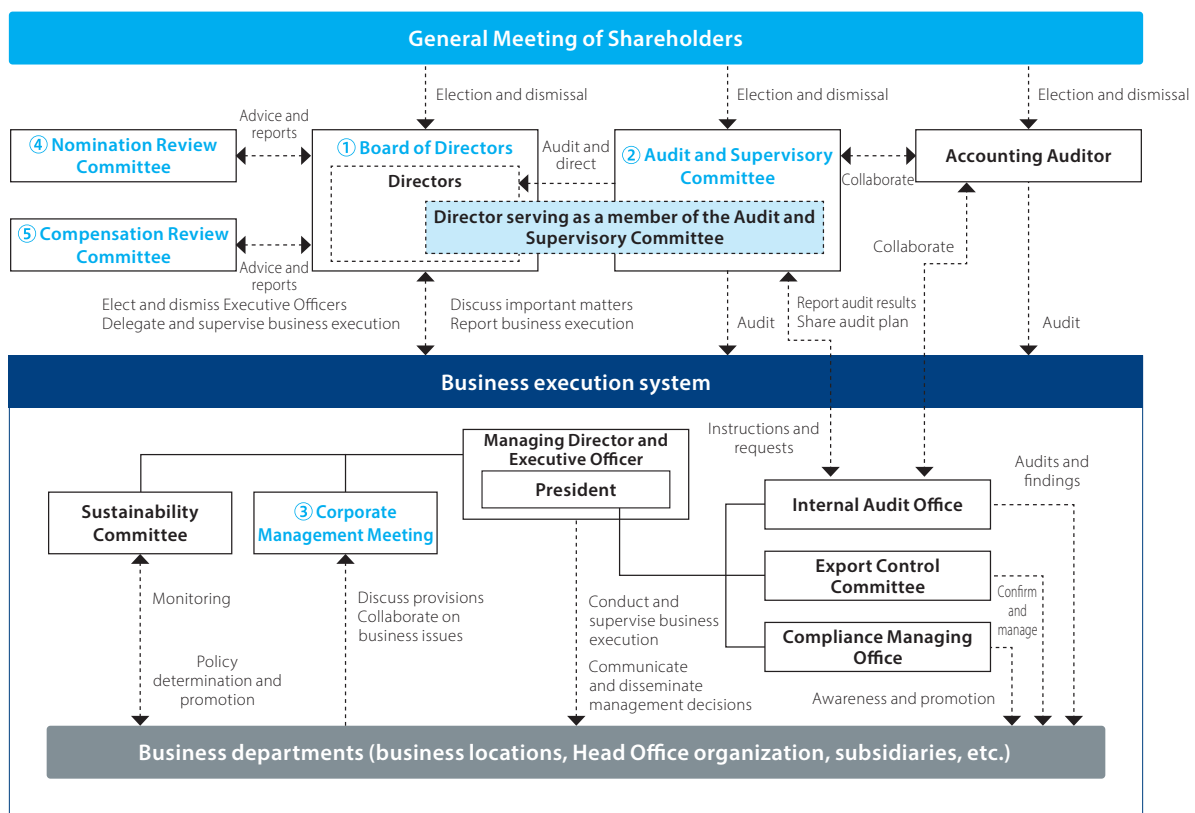 General Meeting of Shareholders
Election and dismissal
Election and dismissal
Election and dismissal
④ Nomination Review
Committee
Advice and
reports
① Board of Directors
Directors
Audit and
direct
② Audit and Supervisory
Committee
Collaborate
Accounting Auditor
Director serving as a member of the Audit and
Supervisory Committee
⑤ Compensation Review
Committee
Advice and
reports
Collaborate
Elect and dismiss Executive Officers
Delegate and supervise business execution
Discuss important matters
Report business execution
Audit
Report audit results
Share audit plan
Audit
Business execution system
Managing Director and
Executive Officer
President
Instructions and
requests
Audits and
findings
Sustainability
Committee
③ Corporate
Management Meeting
Internal Audit Office
Export Control
Committee
Confirm
and
manage
Compliance Managing
Office
Monitoring
Policy
determination and
promotion
Discuss provisions
Collaborate on
business issues
Conduct and
supervise business
execution
Communicate
and disseminate
management decisions
Awareness and promotion
Business departments (business locations, Head Office organization, subsidiaries, etc.)